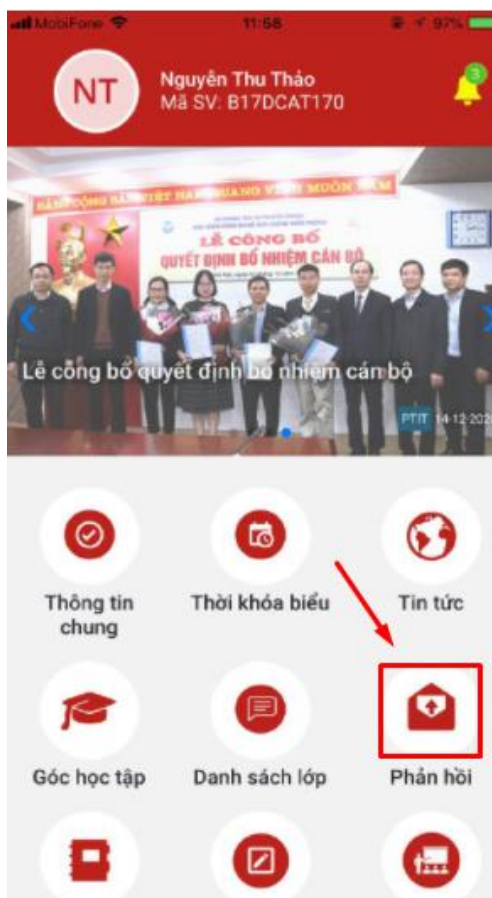 MobiFone
11:58
97%
NT
Nguyễn Thu Thảo
Mã SV: B17DCAT170
3
LỄ CÔNG BỐ
QUYẾT ĐỊNH BỔ NHIỆM CÁN BỘ
Lễ công bố quyết định bổ nhiệm cán bộ
PTIT
Thông tin
chung
Thời khóa biểu
Tin tức
Góc học tập
Danh sách lớp
Phản hồi